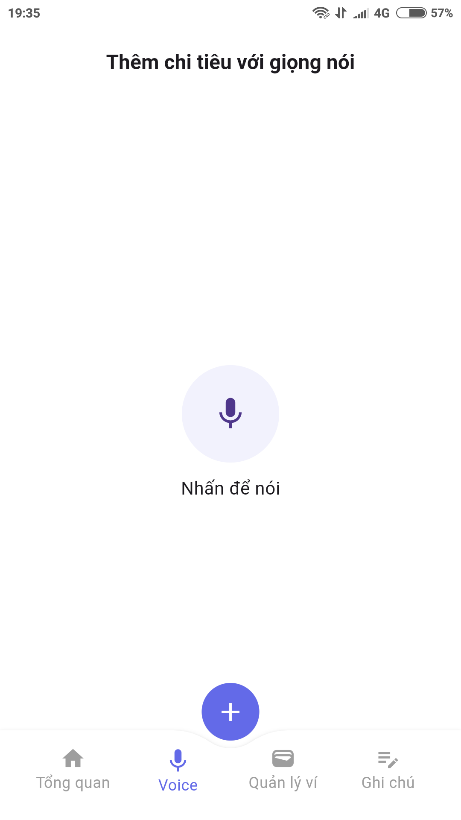 19:35 4G 57%
Thêm chi tiêu với giọng nói
Nhấn để nói
Tổng quan Voice Quản lý ví Ghi chú